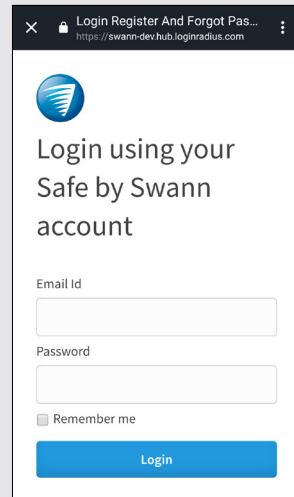 Login Register And Forgot Pas...
https://swann-dev.hub.loginradius.com
Login using your
Safe by Swann
account
Email Id
Password
Remember me
Login